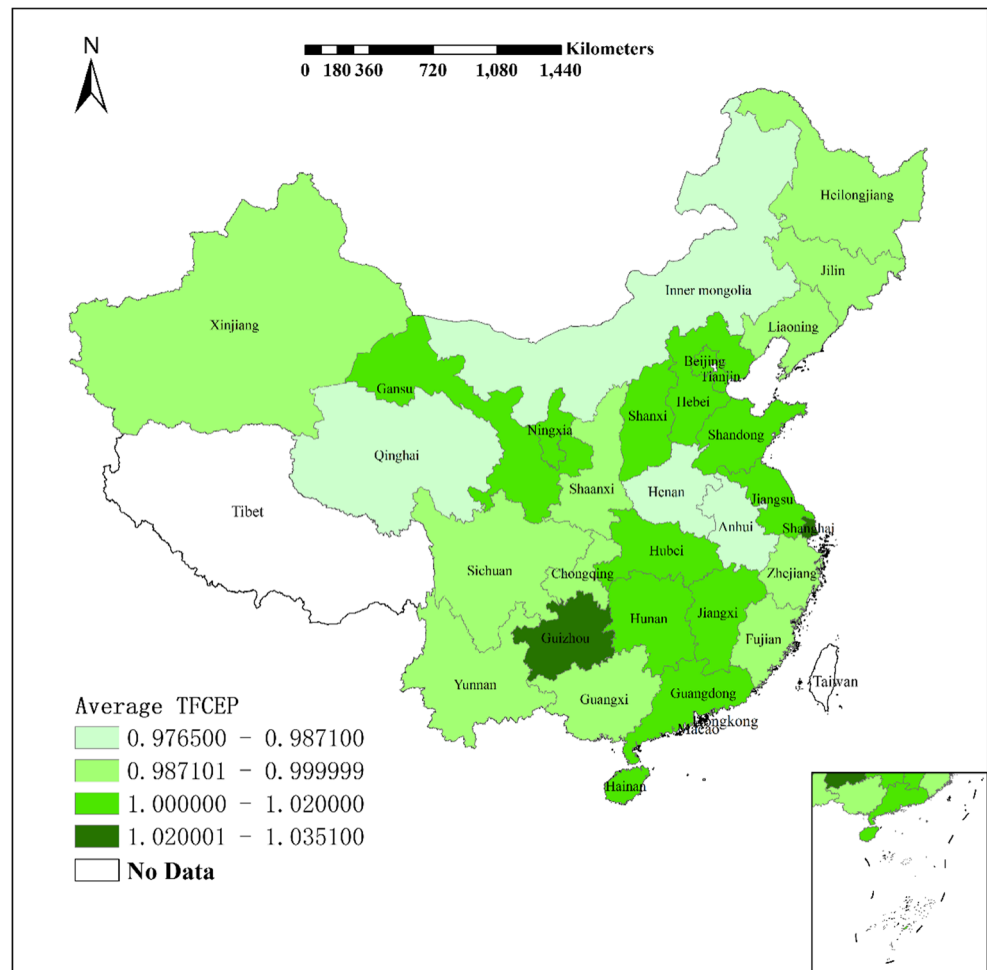 N
Kilometers
0 180 360 720 1,080 1,440
Heilongjiang
Jilin
Inner mongolia
Xinjiang
Liaoning
Beijing
Tianjin
Gansu
Hebei
Shanxi
Ningxia
Shandong
Qinghai
Shaanxi
Henan
Jiangsu
Tibet
Anhui
Shanghai
Hubei
Sichuan
Chongqing
Zhejiang
Jiangxi
Hunan
Guizhou
Fujian
Yunnan
Taiwan
Guangxi
Guangdong
Hongkong
Macao
Hainan
Average TFCEP
0.976500 - 0.987100
0.987101 - 0.999999
1.000000 - 1.020000
1.020001 - 1.035100
No Data